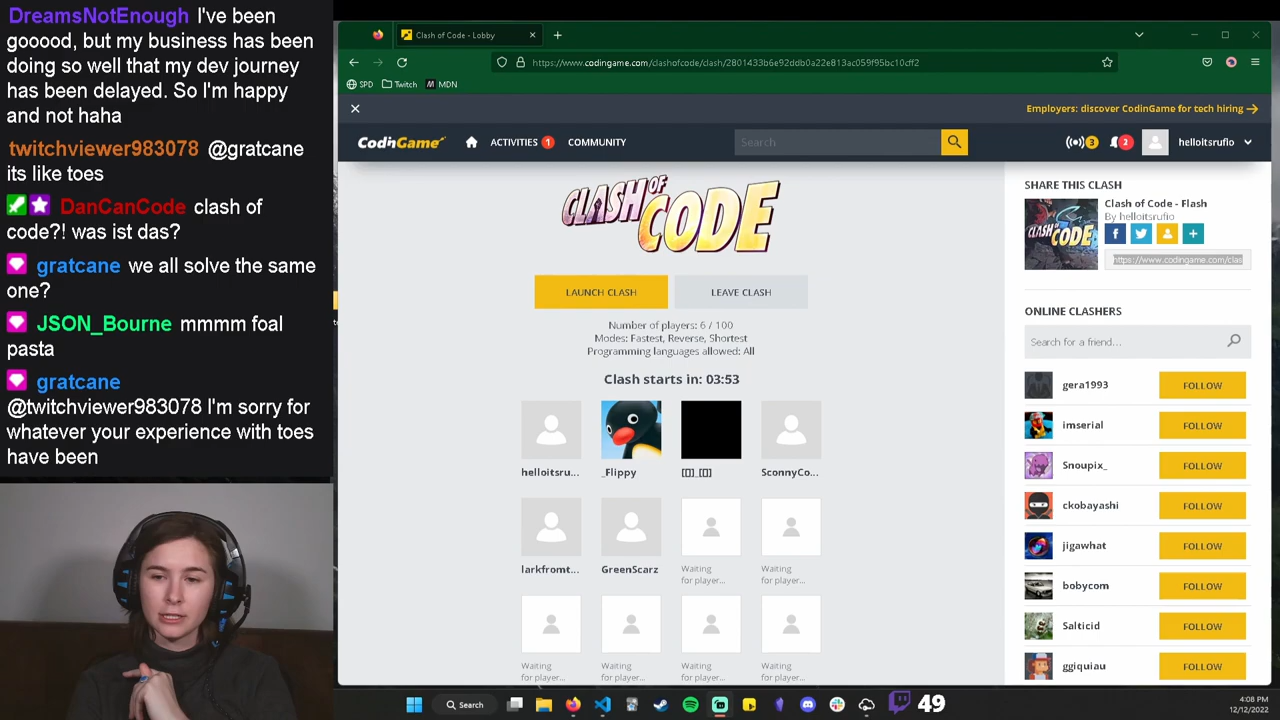 DreamsNotEnough I've been
gooood, but my business has been
doing so well that my dev journey
has been delayed. So I'm happy
and not haha
twitchviewer983078 @gratcane
its like toes
DanCanCode clash of
code?! was ist das?
gratcane we all solve the same
one?
JSON_Bourne mmmm foal
pasta
gratcane
@twitchviewer983078 I'm sorry for
whatever your experience with toes
have been
Clash of Code - Lobby
https://www.codingame.com/clashofcode/clash/2801433b6e92ddb0a22e813ac059f95bc10cff2
SPD
Twitch
MDN
Employers: discover CodinGame for tech hiring
CodinGame
ACTIVITIES 1
COMMUNITY
Search
3
2
helloitsrufio
CLASH OF CODE
LAUNCH CLASH
LEAVE CLASH
Number of players: 6 / 100
Modes: Fastest, Reverse, Shortest
Programming languages allowed: All
Clash starts in: 03:53
helloitsru...
_Flippy
[[]]_[[]]
SconnyCo...
larkfromt...
GreenScarz
Waiting
for player...
Waiting
for player...
Waiting
for player...
Waiting
for player...
Waiting
for player...
Waiting
for player...
SHARE THIS CLASH
CLASH OF CODE
Clash of Code - Flash
By helloitsrufio
https://www.codingame.com/clas
ONLINE CLASHERS
Search for a friend...
gera1993
FOLLOW
imserial
FOLLOW
Snoupix_
FOLLOW
ckobayashi
FOLLOW
jigawhat
FOLLOW
bobycom
FOLLOW
Salticid
FOLLOW
ggiquiau
FOLLOW
Search
49
4:08 PM
12/12/2022